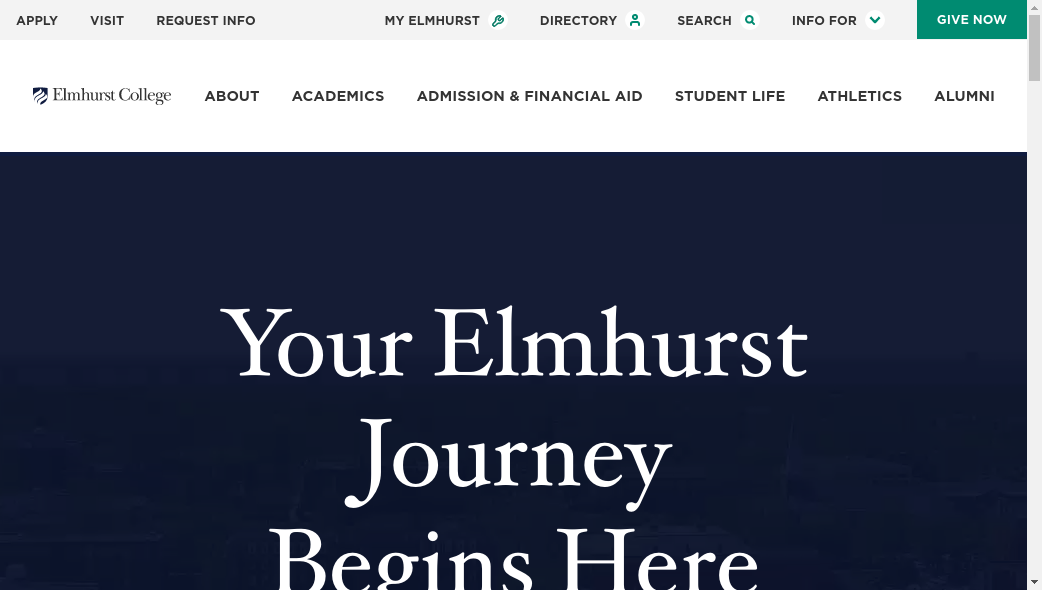 APPLY VISIT REQUEST INFO MY ELMHURST DIRECTORY SEARCH INFO FOR GIVE NOW
Elmhurst College ABOUT ACADEMICS ADMISSION & FINANCIAL AID STUDENT LIFE ATHLETICS ALUMNI
Your Elmhurst
Journey
Begins Here